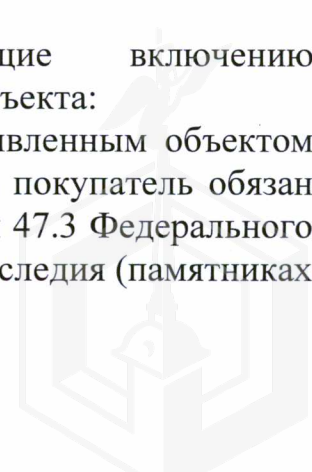 щие включению
ъекта:
явленным объектом
покупатель обязан
47.3 Федерального
следия (памятниках